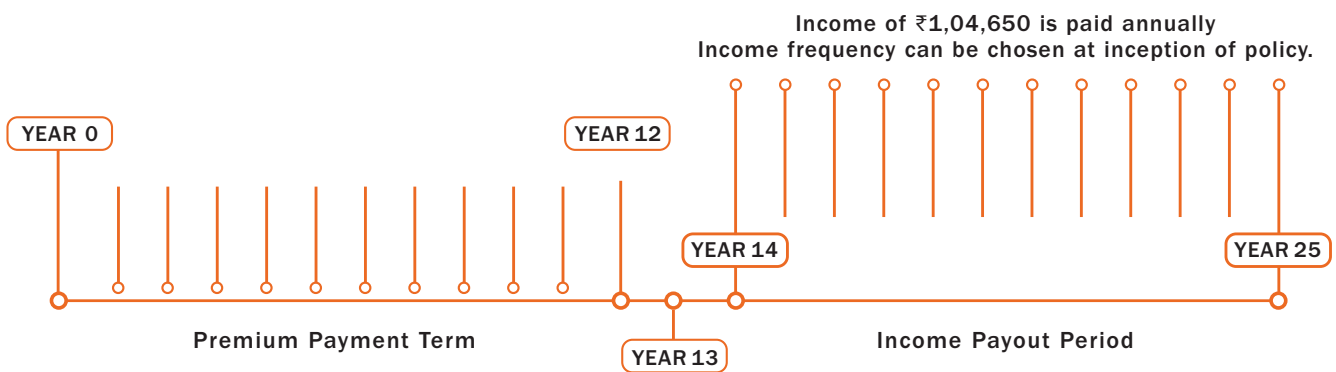 Income of ₹1,04,650 is paid annually
Income frequency can be chosen at inception of policy.
YEAR 0
YEAR 12
YEAR 14
YEAR 25
Premium Payment Term
Income Payout Period
YEAR 13